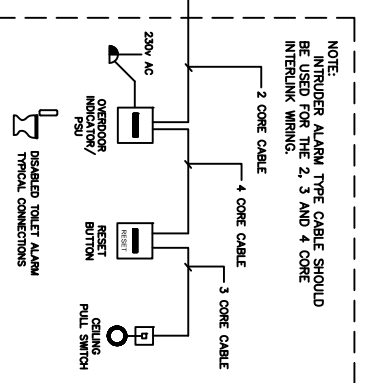 NOTE:
INTRUDER ALARM TYPE CABLE SHOULD
BE USED FOR THE 2, 3 AND 4 CORE
INTERLINK WIRING.
2 CORE CABLE
4 CORE CABLE
3 CORE CABLE
230v AC
OVERDOOR
INDICATOR/
PSU
RESET
RESET
BUTTON
CEILING
PULL SWITCH
DISABLED TOILET ALARM
TYPICAL CONNECTIONS